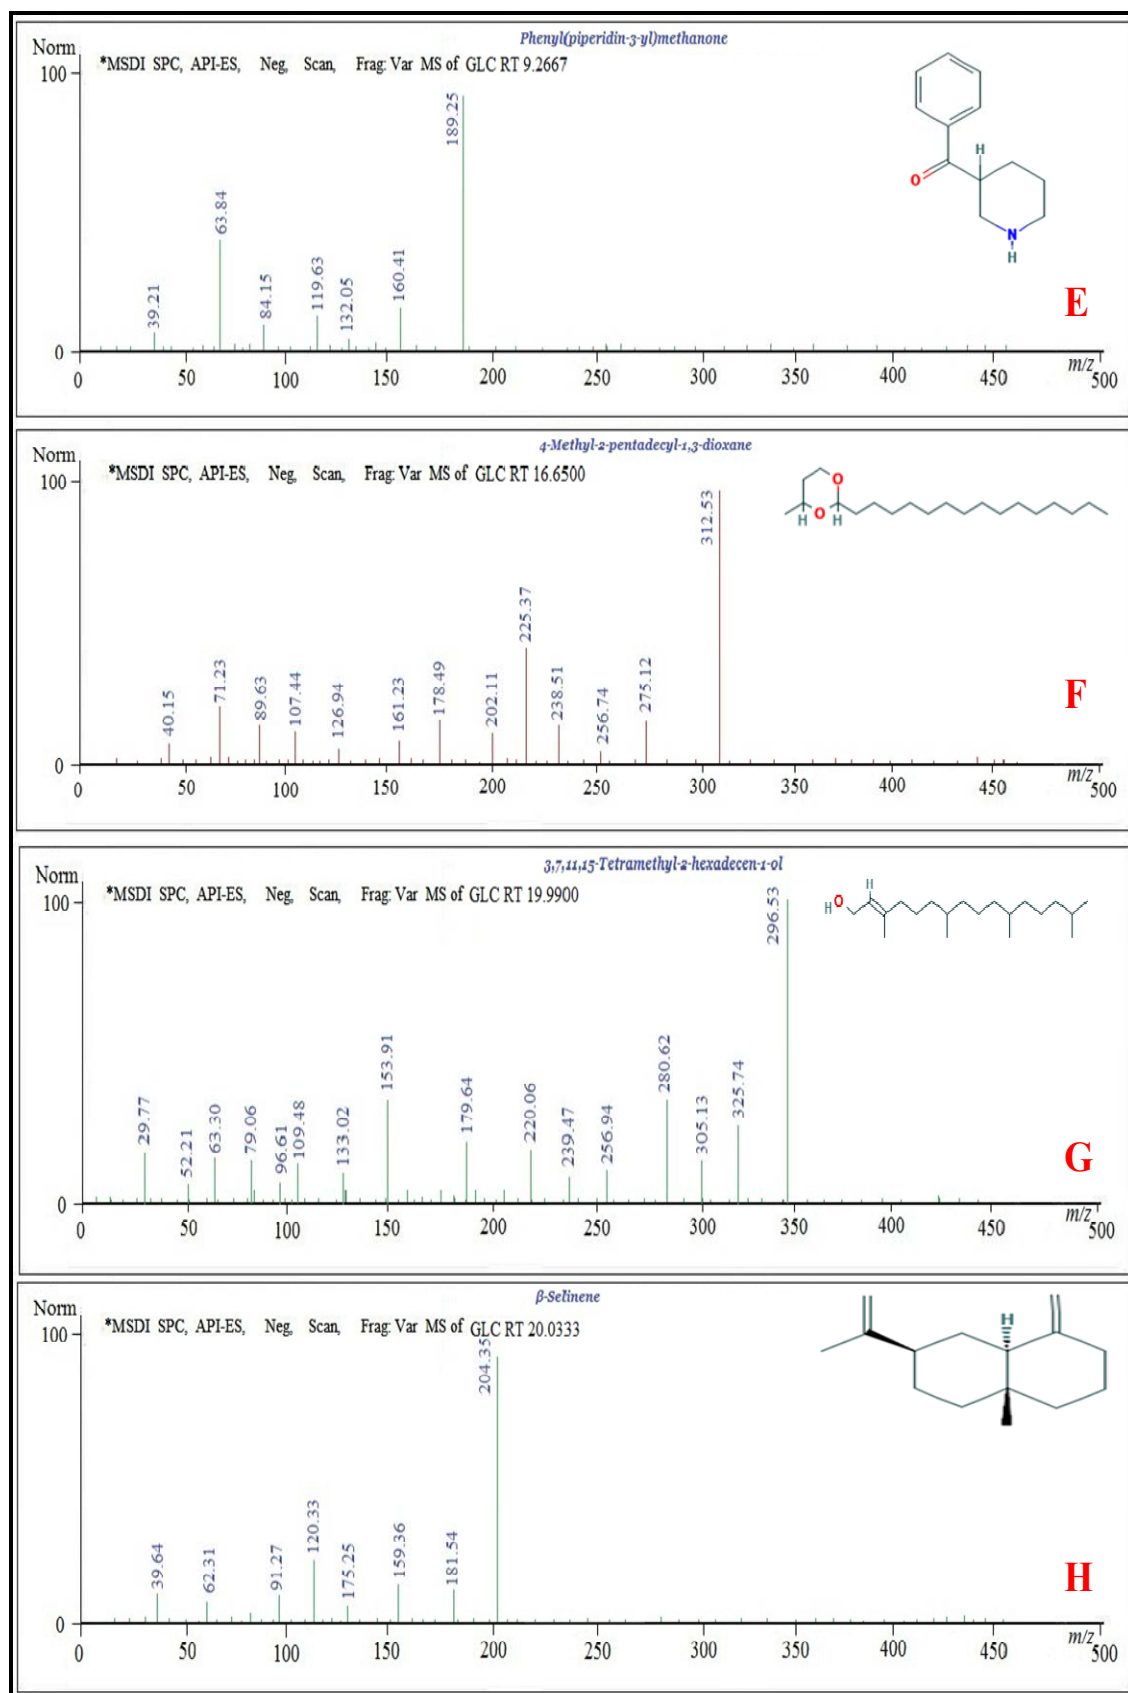 Phenyl(piperidin-3-yl)methanone
Norm
*MSDI SPC, API-ES, Neg, Scan, Frag: Var MS of GLC RT 9.2667
100
189.25
63.84
39.21
84.15
119.63
132.05
160.41
O
H
N
H
E
0
m/z
0 50 100 150 200 250 300 350 400 450 500
4-Methyl-2-pentadecyl-1,3-dioxane
Norm
*MSDI SPC, API-ES, Neg, Scan, Frag: Var MS of GLC RT 16.6500
100
312.53
O
H O H
225.37
40.15
71.23
89.63
107.44
126.94
161.23
178.49
202.11
238.51
256.74
275.12
F
0
m/z
0 50 100 150 200 250 300 350 400 450 500
3,7,11,15-Tetramethyl-2-hexadecen-1-ol
Norm
*MSDI SPC, API-ES, Neg, Scan, Frag: Var MS of GLC RT 19.9900
100
296.53
H
H O
29.77
52.21
63.30
79.06
96.61
109.48
133.02
153.91
179.64
220.06
239.47
256.94
280.62
305.13
325.74
G
0
m/z
0 50 100 150 200 250 300 350 400 450 500
β-Selinene
Norm
*MSDI SPC, API-ES, Neg, Scan, Frag: Var MS of GLC RT 20.0333
100
204.35
H
39.64
62.31
91.27
120.33
175.25
159.36
181.54
H
0
m/z
0 50 100 150 200 250 300 350 400 450 500